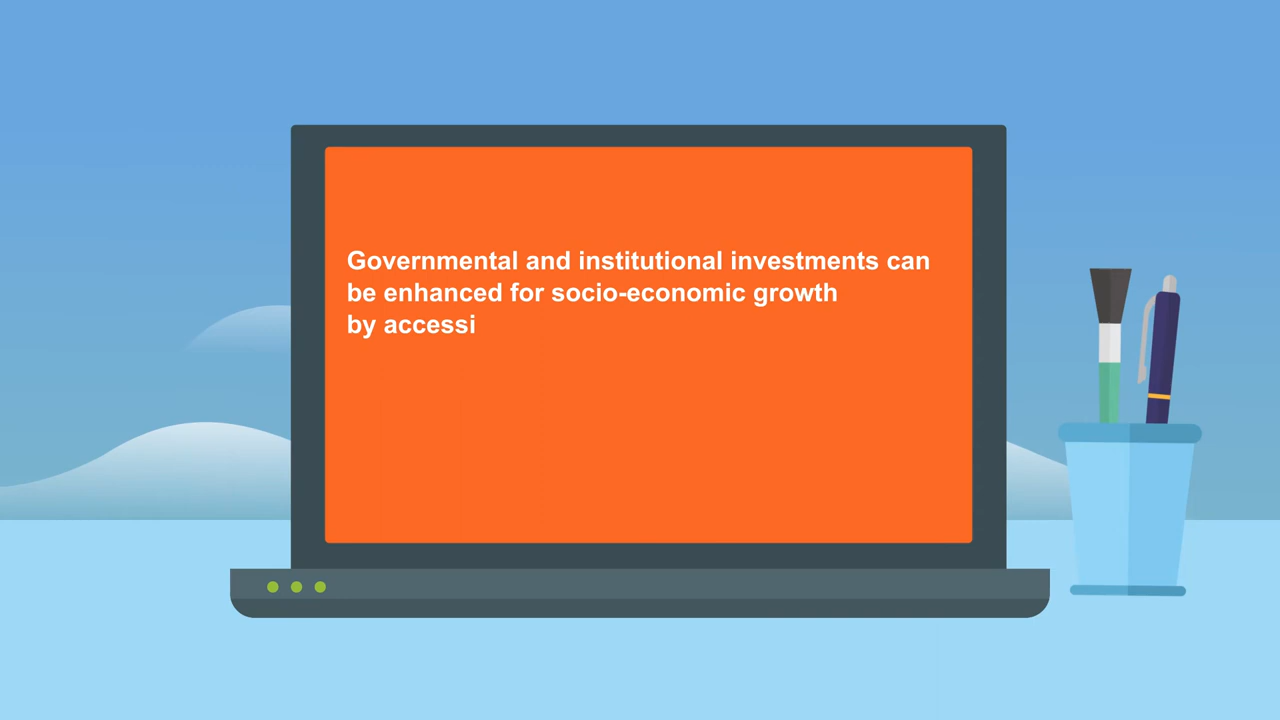 Governmental and institutional investments can
be enhanced for socio-economic growth
by accessi